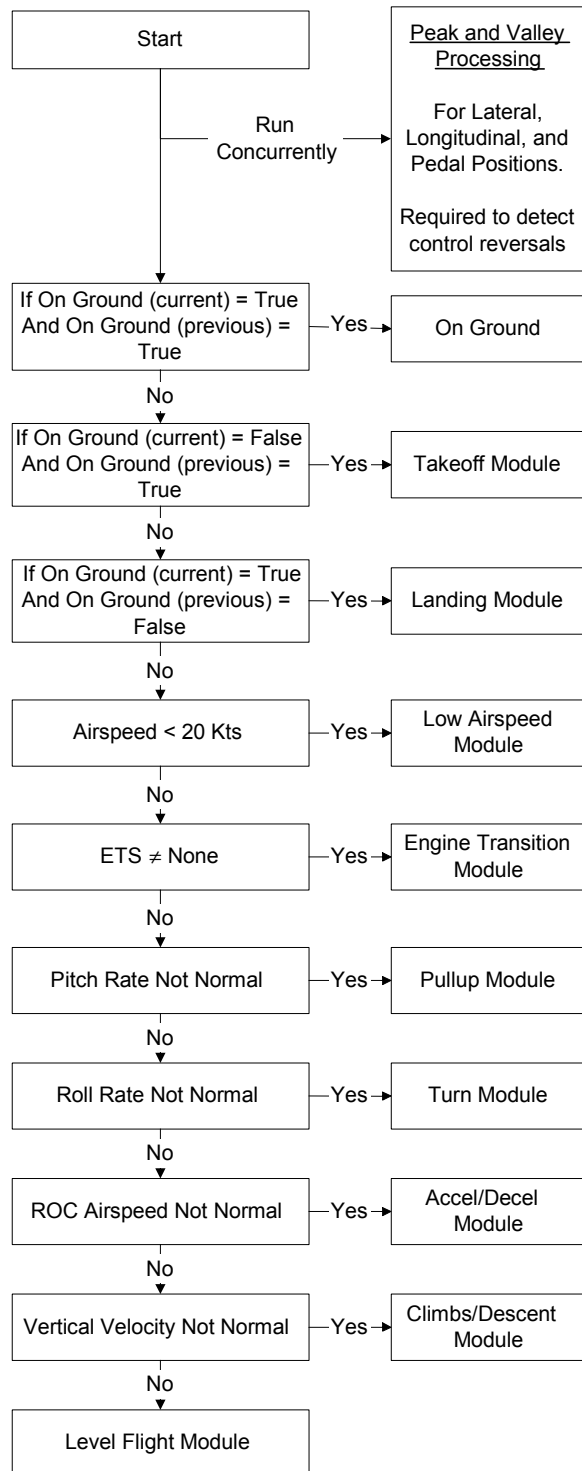 Start
Peak and Valley
Processing
For Lateral,
Longitudinal, and
Pedal Positions.
Required to detect
control reversals
Run
Concurrently
If On Ground (current) = True
And On Ground (previous) =
True
Yes
On Ground
No
If On Ground (current) = False
And On Ground (previous) =
True
Yes
Takeoff Module
No
If On Ground (current) = True
And On Ground (previous) =
False
Yes
Landing Module
No
Airspeed < 20 Kts
Yes
Low Airspeed
Module
No
ETS ≠ None
Yes
Engine Transition
Module
No
Pitch Rate Not Normal
Yes
Pullup Module
No
Roll Rate Not Normal
Yes
Turn Module
No
ROC Airspeed Not Normal
Yes
Accel/Decel
Module
No
Vertical Velocity Not Normal
Yes
Climbs/Descent
Module
No
Level Flight Module